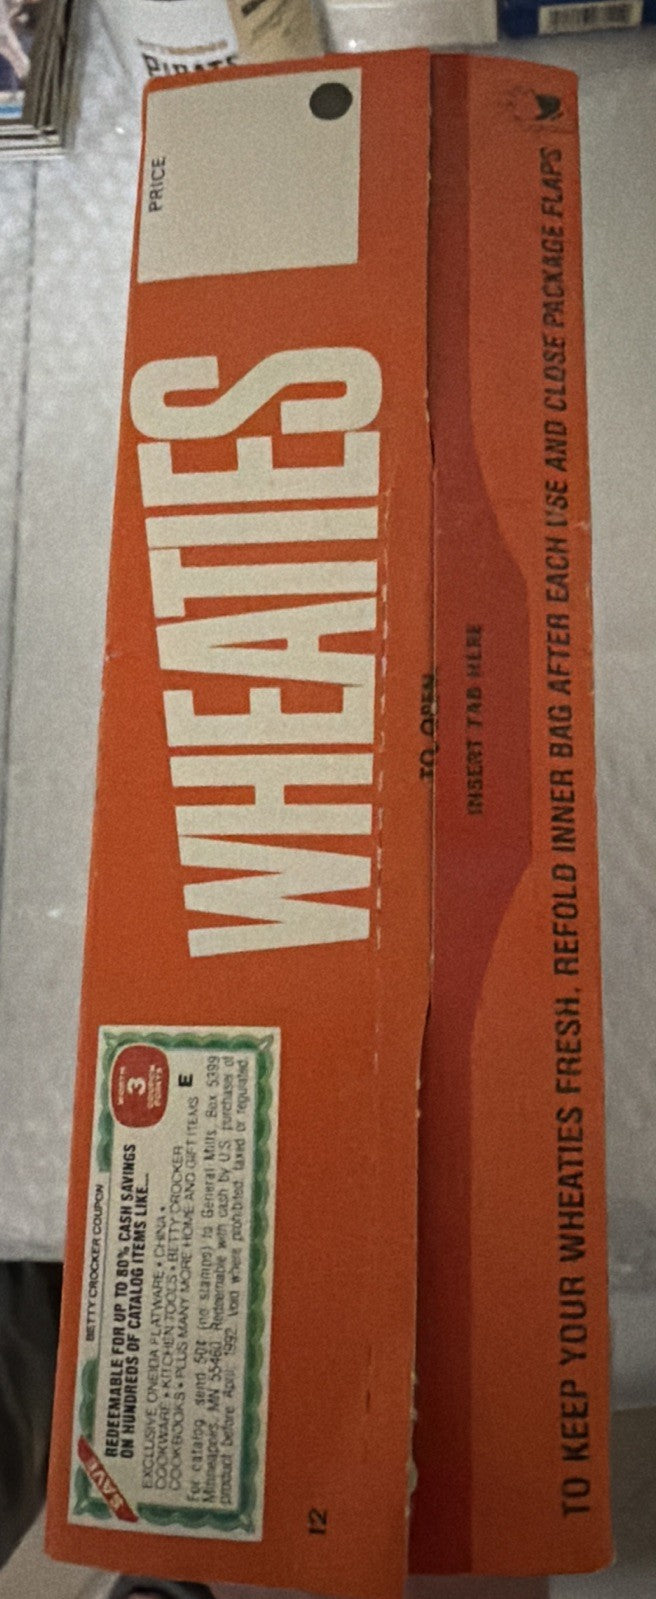 PIRATE
PRICE
WHEATIES
BETTY CROCKER COUPON
REDEEMABLE FOR UP TO 80% CASH SAVINGS
ON HUNDREDS OF CATALOG ITEMS LIKE...
WORTH
3
COUPON
POINTS
SAVE
EXCLUSIVE ONEIDA FLATWARE • CHINA •
COOKWARE • KITCHEN TOOLS • BETTY CROCKER
COOKBOOKS • PLUS MANY MORE HOME AND GIFT ITEMS
E
For catalog send 50¢ (no stamps) to General Mills, Box 5399
Minneapolis, MN 55460. Redeemable with cash by U.S. purchaser of
product before April 1992. Void where prohibited, taxed or regulated.
12
TO OPEN
INSERT TAB HERE
TO KEEP YOUR WHEATIES FRESH, REFOLD INNER BAG AFTER EACH USE AND CLOSE PACKAGE FLAPS